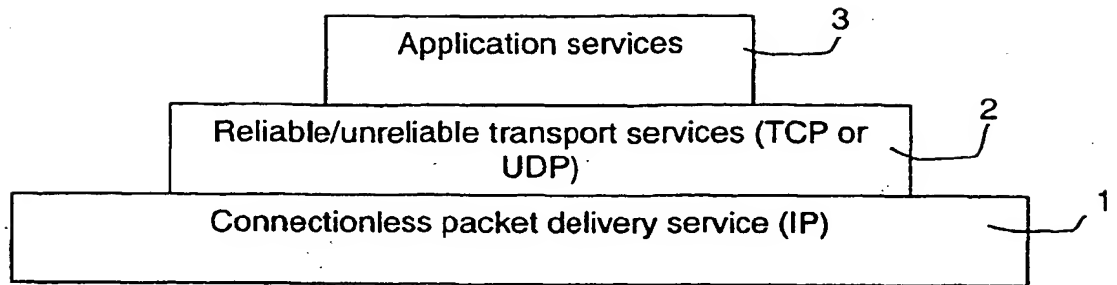 Application services
3
Reliable/unreliable transport services (TCP or
UDP)
2
Connectionless packet delivery service (IP)
1